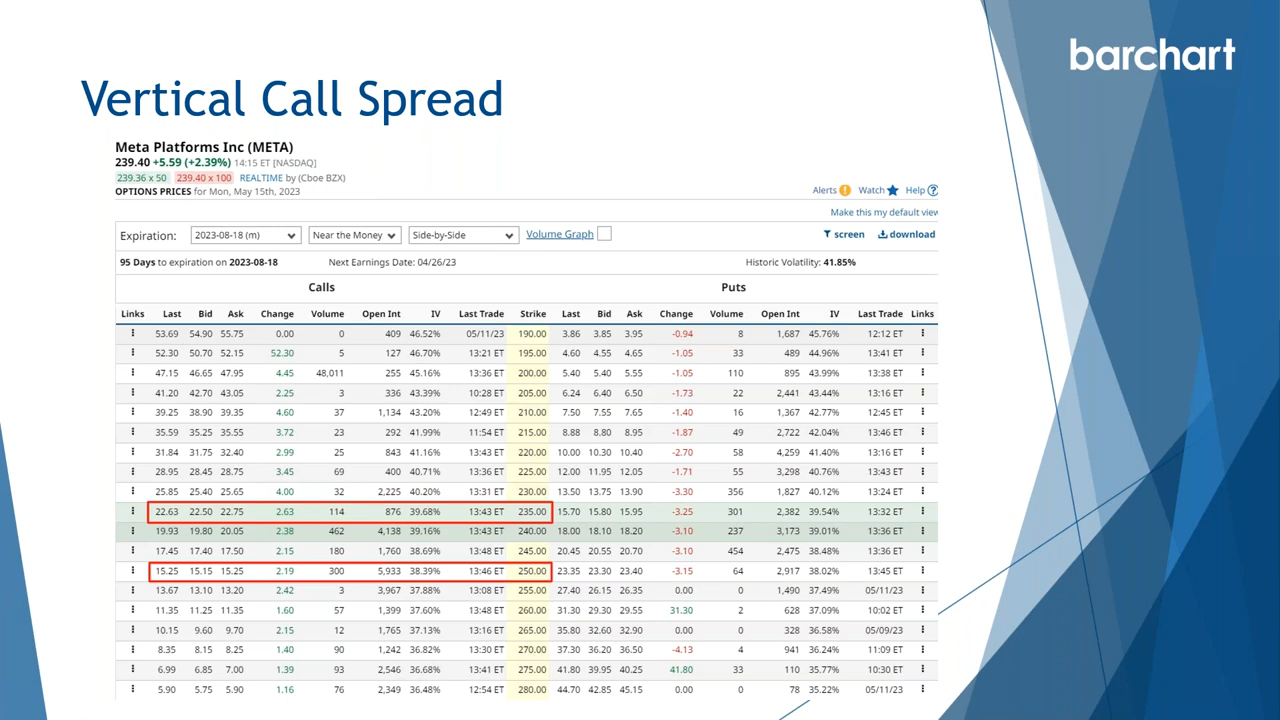 barchart
Vertical Call Spread
Meta Platforms Inc (META)
239.40 +5.59 (+2.39%) 14:15 ET [NASDAQ]
239.36 x 50 239.40 x 100 REALTIME by (Cboe BZX)
OPTIONS PRICES for Mon, May 15th, 2023
Alerts ! Watch Help ?
Make this my default view
Expiration: 2023-08-18 (m) Near the Money Side-by-Side Volume Graph screen download
95 Days to expiration on 2023-08-18 Next Earnings Date: 04/26/23 Historic Volatility: 41.85%
Calls Puts
Links Last Bid Ask Change Volume Open Int IV Last Trade Strike Last Bid Ask Change Volume Open Int IV Last Trade Links
53.69 54.90 55.75 0.00 0 409 46.52% 05/11/23 190.00 3.86 3.85 3.95 -0.94 8 1,687 45.76% 12:12 ET
52.30 50.70 52.15 52.30 5 127 46.70% 13:21 ET 195.00 4.60 4.55 4.65 -1.05 33 489 44.96% 13:41 ET
47.15 46.65 47.95 4.45 48,011 255 45.16% 13:36 ET 200.00 5.40 5.40 5.55 -1.05 110 895 43.99% 13:38 ET
41.20 42.70 43.05 2.25 3 336 43.39% 10:28 ET 205.00 6.24 6.40 6.50 -1.73 22 2,441 43.44% 13:16 ET
39.25 38.90 39.35 4.60 37 1,134 43.20% 12:49 ET 210.00 7.50 7.55 7.65 -1.40 16 1,367 42.77% 12:45 ET
35.59 35.25 35.55 3.72 23 292 41.99% 11:54 ET 215.00 8.88 8.80 8.95 -1.87 49 2,722 42.04% 13:46 ET
31.84 31.75 32.40 2.99 25 843 41.16% 13:43 ET 220.00 10.00 10.30 10.40 -2.70 58 4,259 41.40% 13:16 ET
28.95 28.45 28.75 3.45 69 400 40.71% 13:36 ET 225.00 12.00 11.95 12.05 -1.71 55 3,298 40.76% 13:43 ET
25.85 25.40 25.65 4.00 32 2,225 40.20% 13:31 ET 230.00 13.50 13.75 13.90 -3.30 356 1,827 40.12% 13:24 ET
22.63 22.50 22.75 2.63 114 876 39.68% 13:43 ET 235.00 15.70 15.80 15.95 -3.25 301 2,382 39.54% 13:32 ET
19.93 19.80 20.05 2.38 462 4,138 39.16% 13:43 ET 240.00 18.00 18.10 18.20 -3.10 237 3,173 39.01% 13:36 ET
17.45 17.40 17.50 2.15 180 1,760 38.69% 13:48 ET 245.00 20.45 20.55 20.70 -3.10 454 2,475 38.48% 13:36 ET
15.25 15.15 15.25 2.19 300 5,933 38.39% 13:46 ET 250.00 23.35 23.30 23.40 -3.15 64 2,917 38.02% 13:45 ET
13.67 13.10 13.20 2.42 3 3,967 37.88% 13:08 ET 255.00 27.40 26.15 26.35 0.00 0 1,490 37.49% 05/11/23
11.35 11.25 11.35 1.60 57 1,399 37.60% 13:48 ET 260.00 31.30 29.30 29.55 31.30 2 628 37.09% 10:02 ET
10.15 9.60 9.70 2.15 12 1,765 37.13% 13:16 ET 265.00 35.80 32.60 32.90 0.00 0 328 36.58% 05/09/23
8.35 8.15 8.25 1.40 90 1,242 36.82% 13:30 ET 270.00 37.30 36.20 36.50 -4.13 4 941 36.24% 11:09 ET
6.99 6.85 7.00 1.39 93 2,546 36.68% 13:41 ET 275.00 41.80 39.95 40.25 41.80 33 110 35.77% 10:30 ET
5.90 5.75 5.90 1.16 76 2,349 36.48% 12:54 ET 280.00 44.70 42.85 45.15 0.00 0 78 35.22% 05/11/23